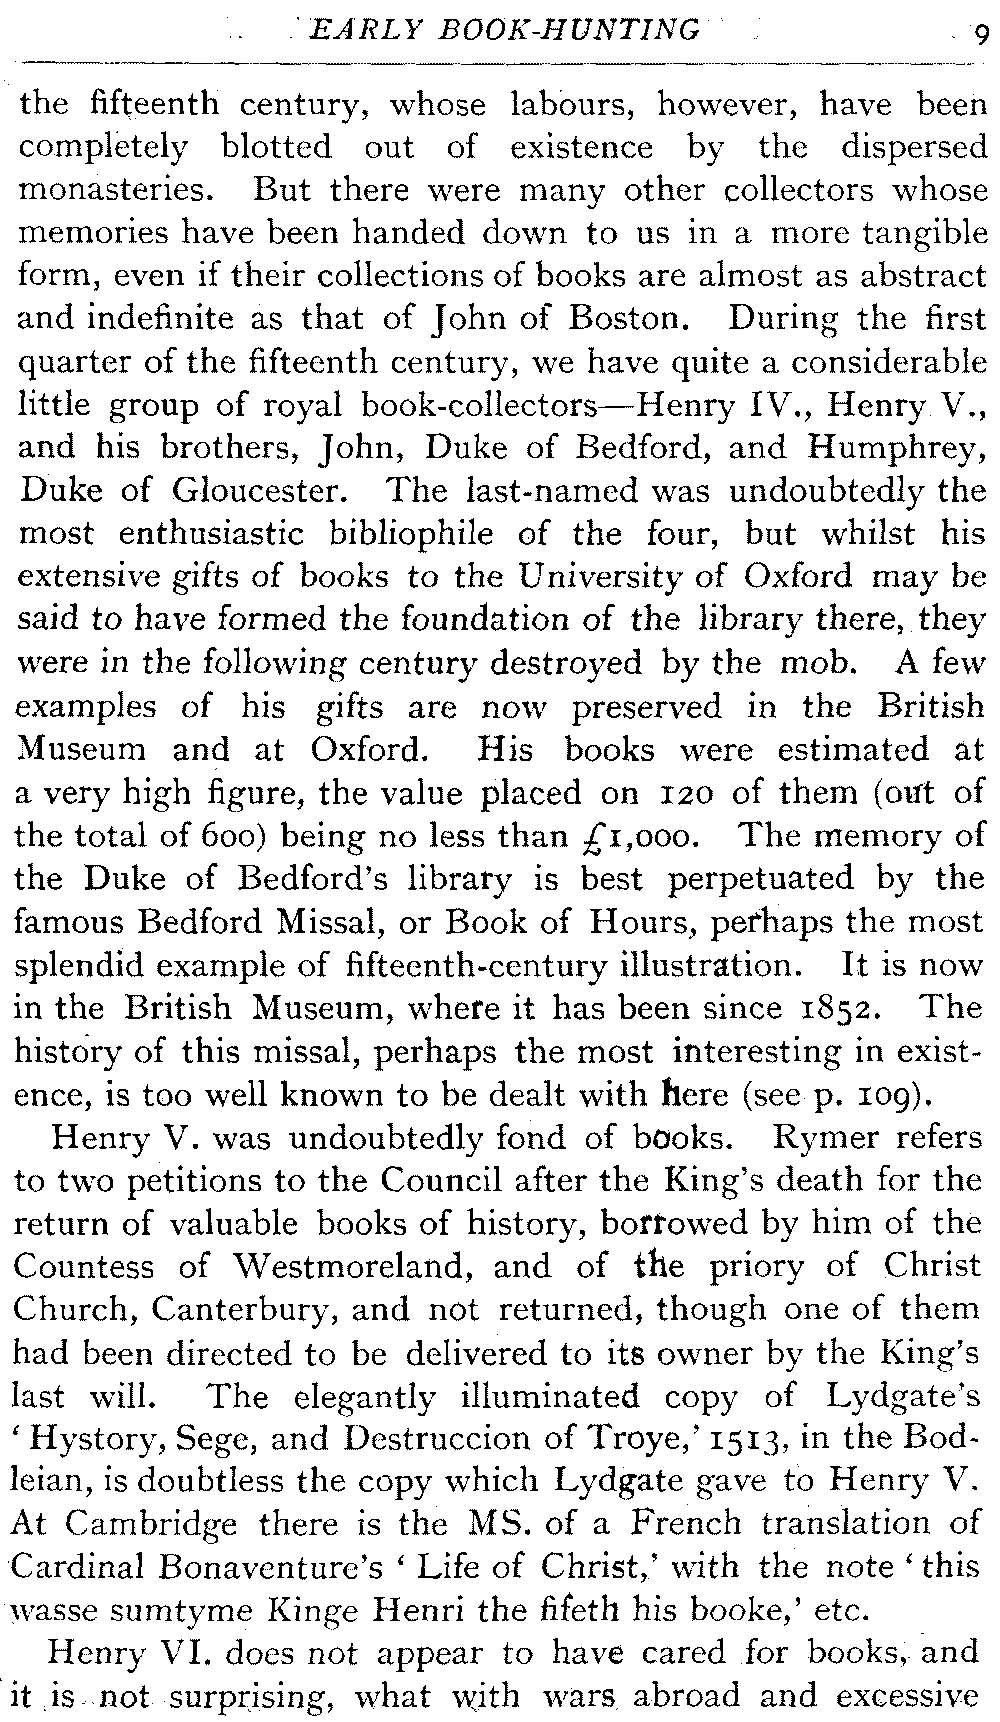 EARLY BOOK-HUNTING 9
the fifteenth century, whose labours, however, have been
completely blotted out of existence by the dispersed
monasteries. But there were many other collectors whose
memories have been handed down to us in a more tangible
form, even if their collections of books are almost as abstract
and indefinite as that of John of Boston. During the first
quarter of the fifteenth century, we have quite a considerable
little group of royal book-collectors—Henry IV., Henry V.,
and his brothers, John, Duke of Bedford, and Humphrey,
Duke of Gloucester. The last-named was undoubtedly the
most enthusiastic bibliophile of the four, but whilst his
extensive gifts of books to the University of Oxford may be
said to have formed the foundation of the library there, they
were in the following century destroyed by the mob. A few
examples of his gifts are now preserved in the British
Museum and at Oxford. His books were estimated at
a very high figure, the value placed on 120 of them (out of
the total of 600) being no less than £1,000. The memory of
the Duke of Bedford's library is best perpetuated by the
famous Bedford Missal, or Book of Hours, perhaps the most
splendid example of fifteenth-century illustration. It is now
in the British Museum, where it has been since 1852. The
history of this missal, perhaps the most interesting in exist-
ence, is too well known to be dealt with here (see p. 109).
Henry V. was undoubtedly fond of books. Rymer refers
to two petitions to the Council after the King's death for the
return of valuable books of history, borrowed by him of the
Countess of Westmoreland, and of the priory of Christ
Church, Canterbury, and not returned, though one of them
had been directed to be delivered to its owner by the King's
last will. The elegantly illuminated copy of Lydgate's
‘Hystory, Sege, and Destruccion of Troye,’ 1513, in the Bod-
leian, is doubtless the copy which Lydgate gave to Henry V.
At Cambridge there is the MS. of a French translation of
Cardinal Bonaventure's ‘Life of Christ,’ with the note ‘this
wasse sumtyme Kinge Henri the fifeth his booke,’ etc.
Henry VI. does not appear to have cared for books, and
it is not surprising, what with wars abroad and excessive